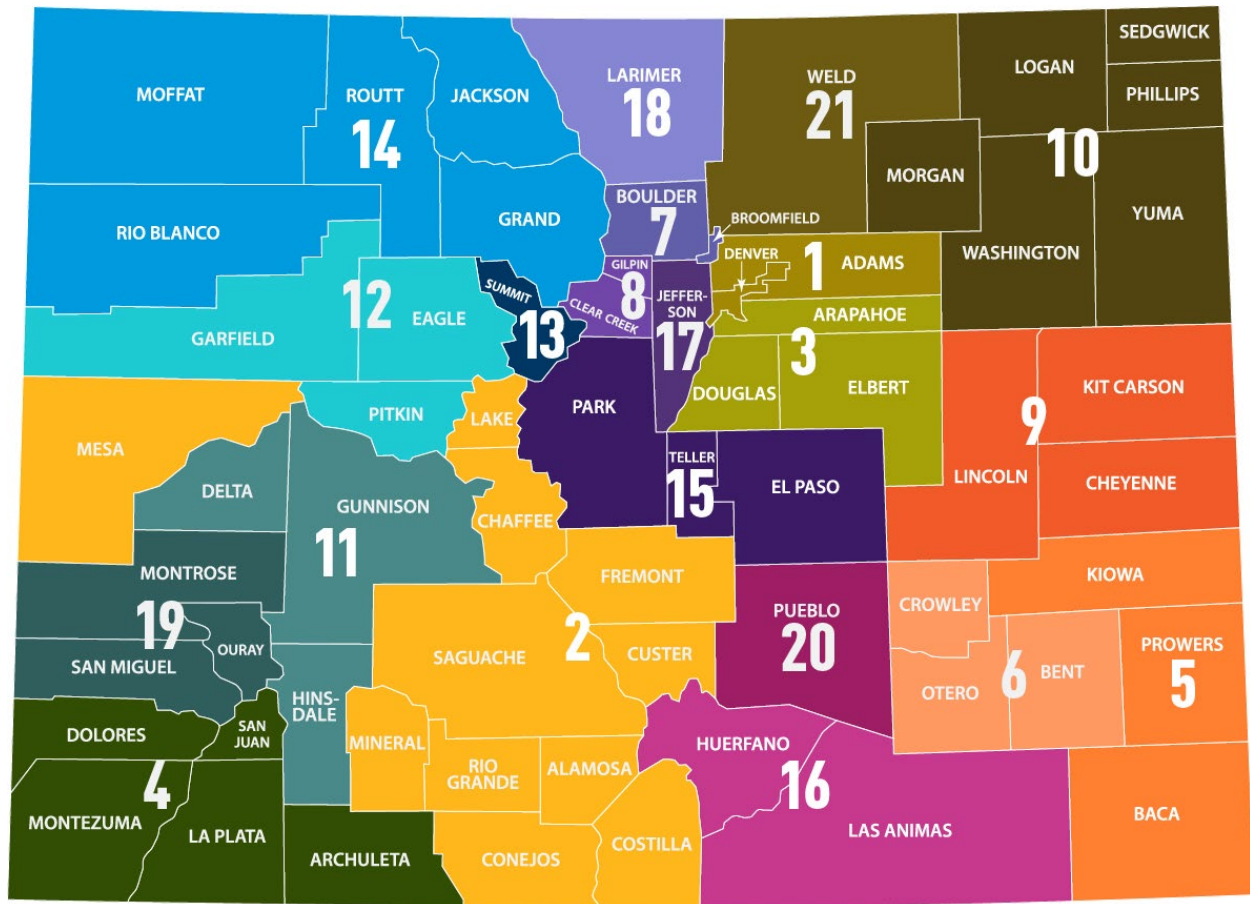 MOFFAT
ROUTT
14
JACKSON
LARIMER
18
WELD
21
LOGAN
SEDGWICK
PHILLIPS
10
MORGAN
YUMA
WASHINGTON
RIO BLANCO
GRAND
BOULDER
7
BROOMFIELD
DENVER
1
ADAMS
GILPIN
8
CLEAR CREEK
JEFFER-
SON
17
ARAPAHOE
3
DOUGLAS
ELBERT
12
EAGLE
GARFIELD
SUMMIT
13
PITKIN
LAKE
PARK
MESA
DELTA
GUNNISON
11
CHAFFEE
TELLER
15
EL PASO
LINCOLN
9
KIT CARSON
CHEYENNE
MONTROSE
19
OURAY
SAN MIGUEL
FREMONT
2
SAGUACHE
CUSTER
PUEBLO
20
CROWLEY
KIOWA
OTERO
6
BENT
PROWERS
5
DOLORES
SAN
JUAN
HINS-
DALE
MINERAL
RIO
GRANDE
ALAMOSA
HUERFANO
16
4
MONTEZUMA
LA PLATA
ARCHULETA
CONEJOS
COSTILLA
LAS ANIMAS
BACA